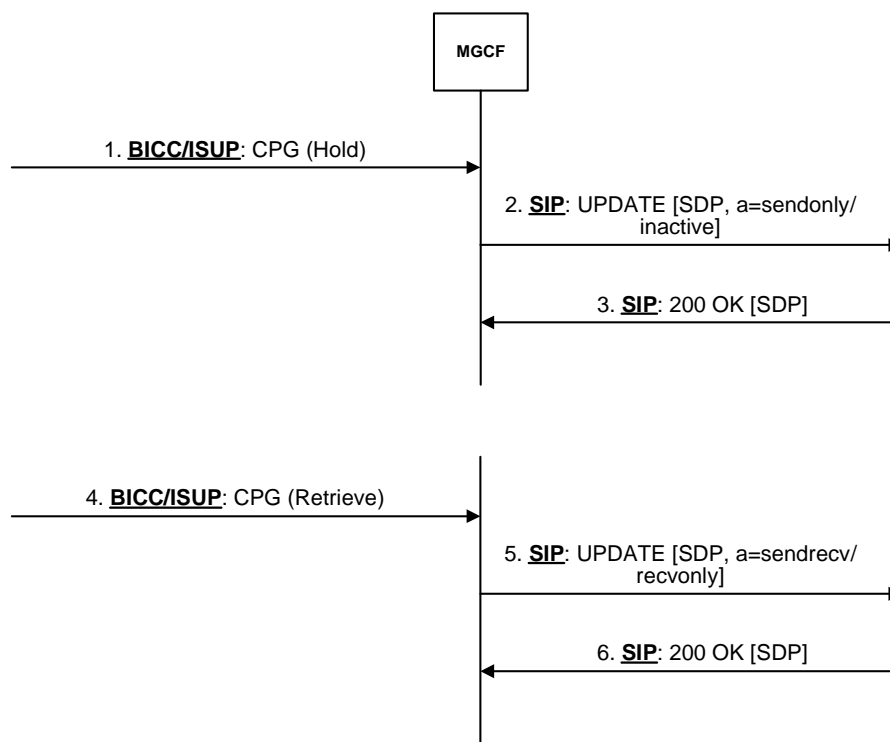 MGCF
1. BICC/ISUP: CPG (Hold)
2. SIP: UPDATE [SDP, a=sendonly/
inactive]
3. SIP: 200 OK [SDP]
4. BICC/ISUP: CPG (Retrieve)
5. SIP: UPDATE [SDP, a=sendrecv/
recvonly]
6. SIP: 200 OK [SDP]